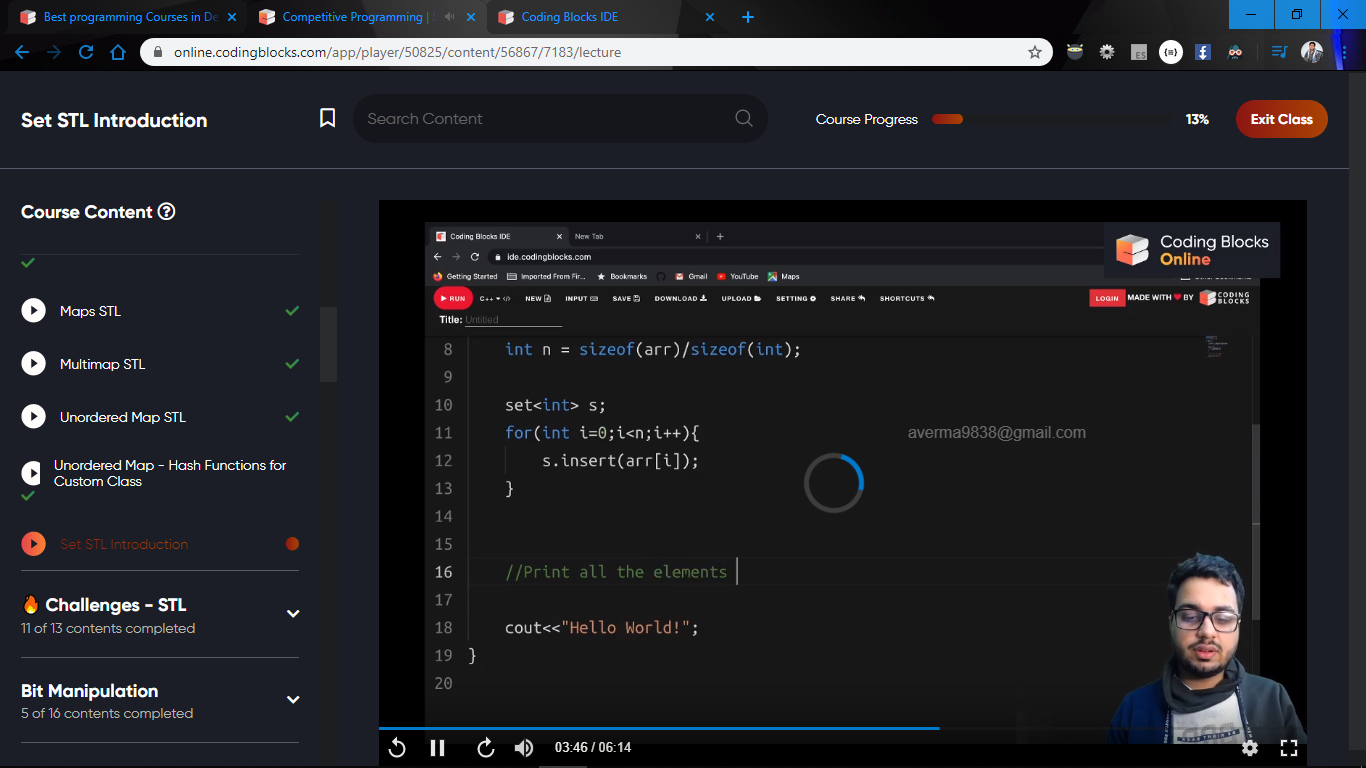 Best programming Courses in De
Competitive Programming |
Coding Blocks IDE
online.codingblocks.com/app/player/50825/content/56867/7183/lecture
Set STL Introduction
Search Content
Course Progress
13%
Exit Class
Course Content
Maps STL
Multimap STL
Unordered Map STL
Unordered Map - Hash Functions for
Custom Class
Set STL Introduction
Challenges - STL
11 of 13 contents completed
Bit Manipulation
5 of 16 contents completed
Coding Blocks IDE
New Tab
ide.codingblocks.com
Getting Started
Imported From Fir...
Bookmarks
Gmail
YouTube
Maps
Coding Blocks
Online
RUN
C++
NEW
INPUT
SAVE
DOWNLOAD
UPLOAD
SETTING
SHARE
SHORTCUTS
LOGIN
MADE WITH BY
CODING
BLOCKS
Title: Untitled
8 int n = sizeof(arr)/sizeof(int);
9
10 set<int> s;
11 for(int i=0;i<n;i++){
12 s.insert(arr[i]);
13 }
14
15
16 //Print all the elements
17
18 cout<<"Hello World!";
19 }
20
averma9838@gmail.com
03:46 / 06:14